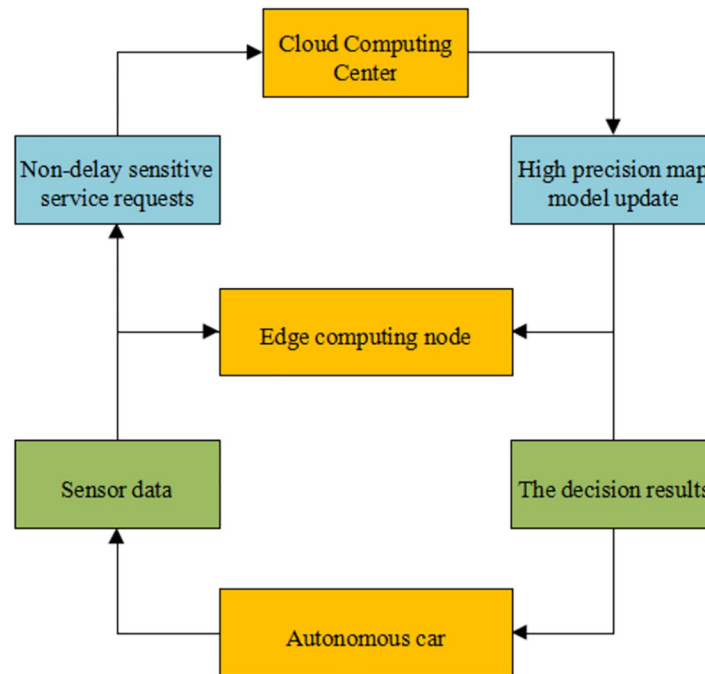 Cloud Computing
Center
Non-delay sensitive
service requests
High precision map
model update
Edge computing node
Sensor data
The decision results
Autonomous car